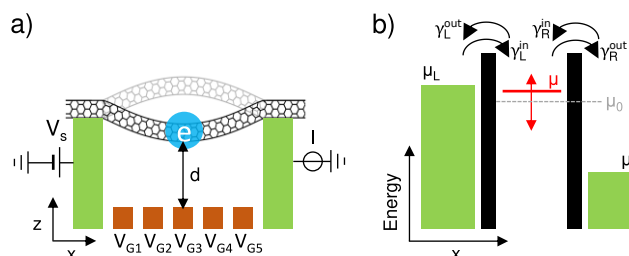 a)
e
V_s
I
d
z
x
V_G1 V_G2 V_G3 V_G4 V_G5
b)
γ_L^out γ_R^in
γ_L^in γ_R^out
μ_L
μ
μ_0
μ
Energy
x